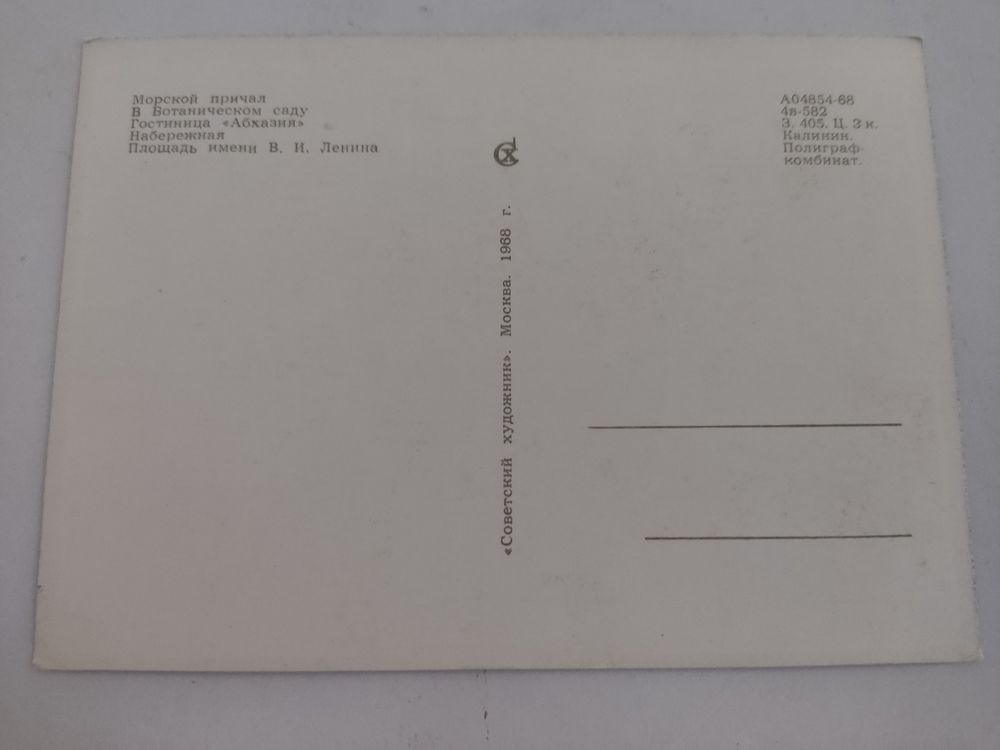 Морской причал
В Ботаническом саду
Гостиница «Абхазия»
Набережная
Площадь имени В. И. Ленина
СХ
«Советский художник». Москва. 1968 г.
А04854-68
4в-582
З. 405. Ц. 3 к.
Калинин.
Полиграф-
комбинат.